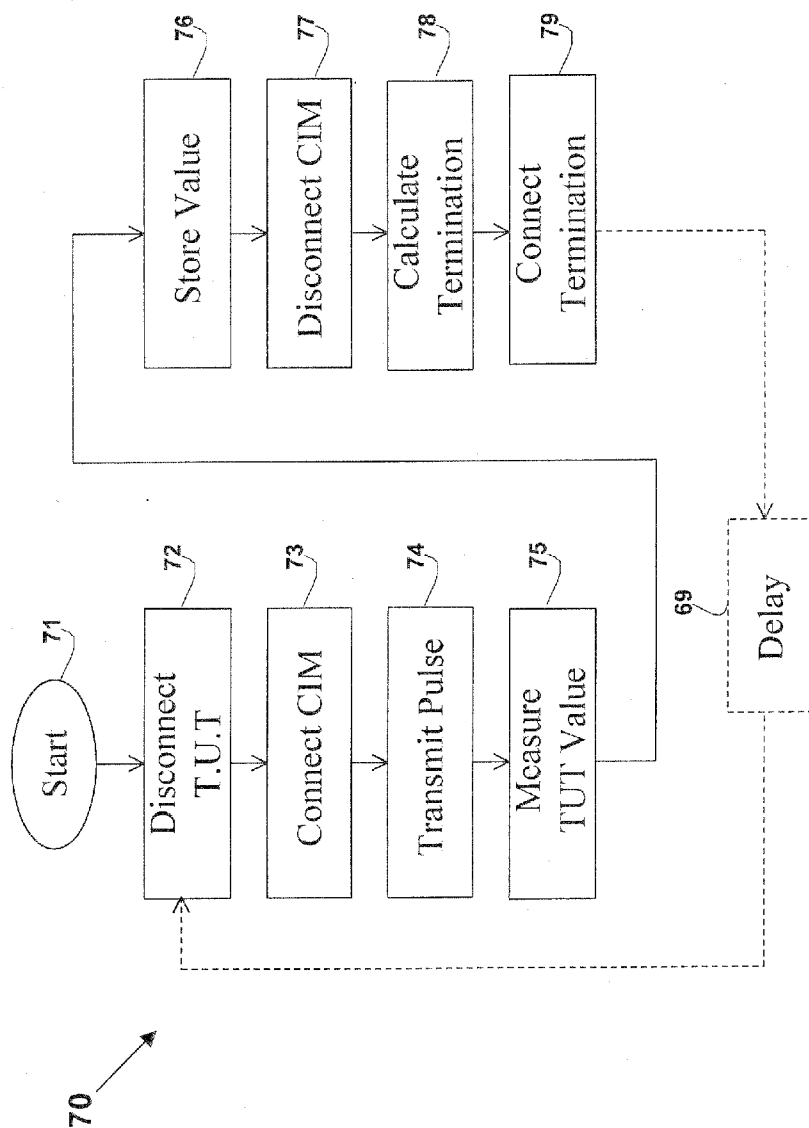 70
Start
71
Disconnect
T.U.T
72
Connect CIM
73
Transmit Pulse
74
Measure
TUT Value
75
Store Value
76
Disconnect CIM
77
Calculate
Termination
78
Connect
Termination
79
Delay
69